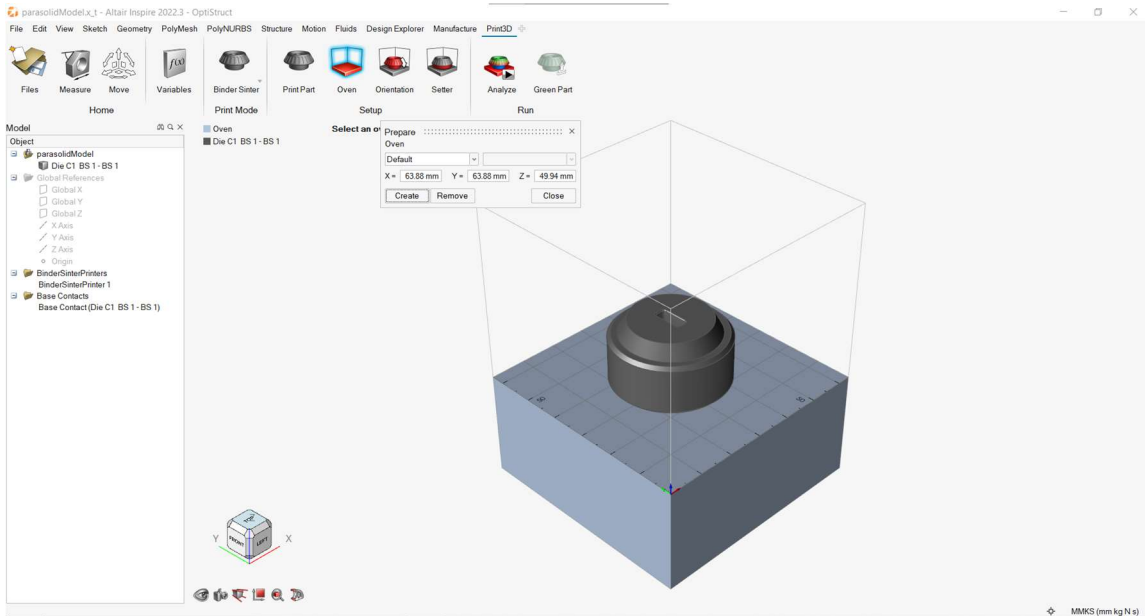 parasolidModel.x_t - Altair Inspire 2022.3 - OptiStruct
File Edit View Sketch Geometry PolyMesh PolyNURBS Structure Motion Fluids Design Explorer Manufacture Print3D
f(x)
Files Measure Move Variables Binder Sinter Print Part Oven Orientation Setter Analyze Green Part
Home Print Mode Setup Run
Model
Object
parasolidModel
Die C1 BS 1 - BS 1
Global References
Global X
Global Y
Global Z
X Axis
Y Axis
Z Axis
Origin
BinderSinterPrinters
BinderSinterPrinter 1
Base Contacts
Base Contact (Die C1 BS 1 - BS 1)
Oven
Die C1 BS 1 - BS 1
Select an ov
Prepare
Oven
Default
X = 63.88 mm Y = 63.88 mm Z = 49.94 mm
Create Remove Close
50
TOP
FRONT LEFT
Y X
MMKS (mm kg N s)